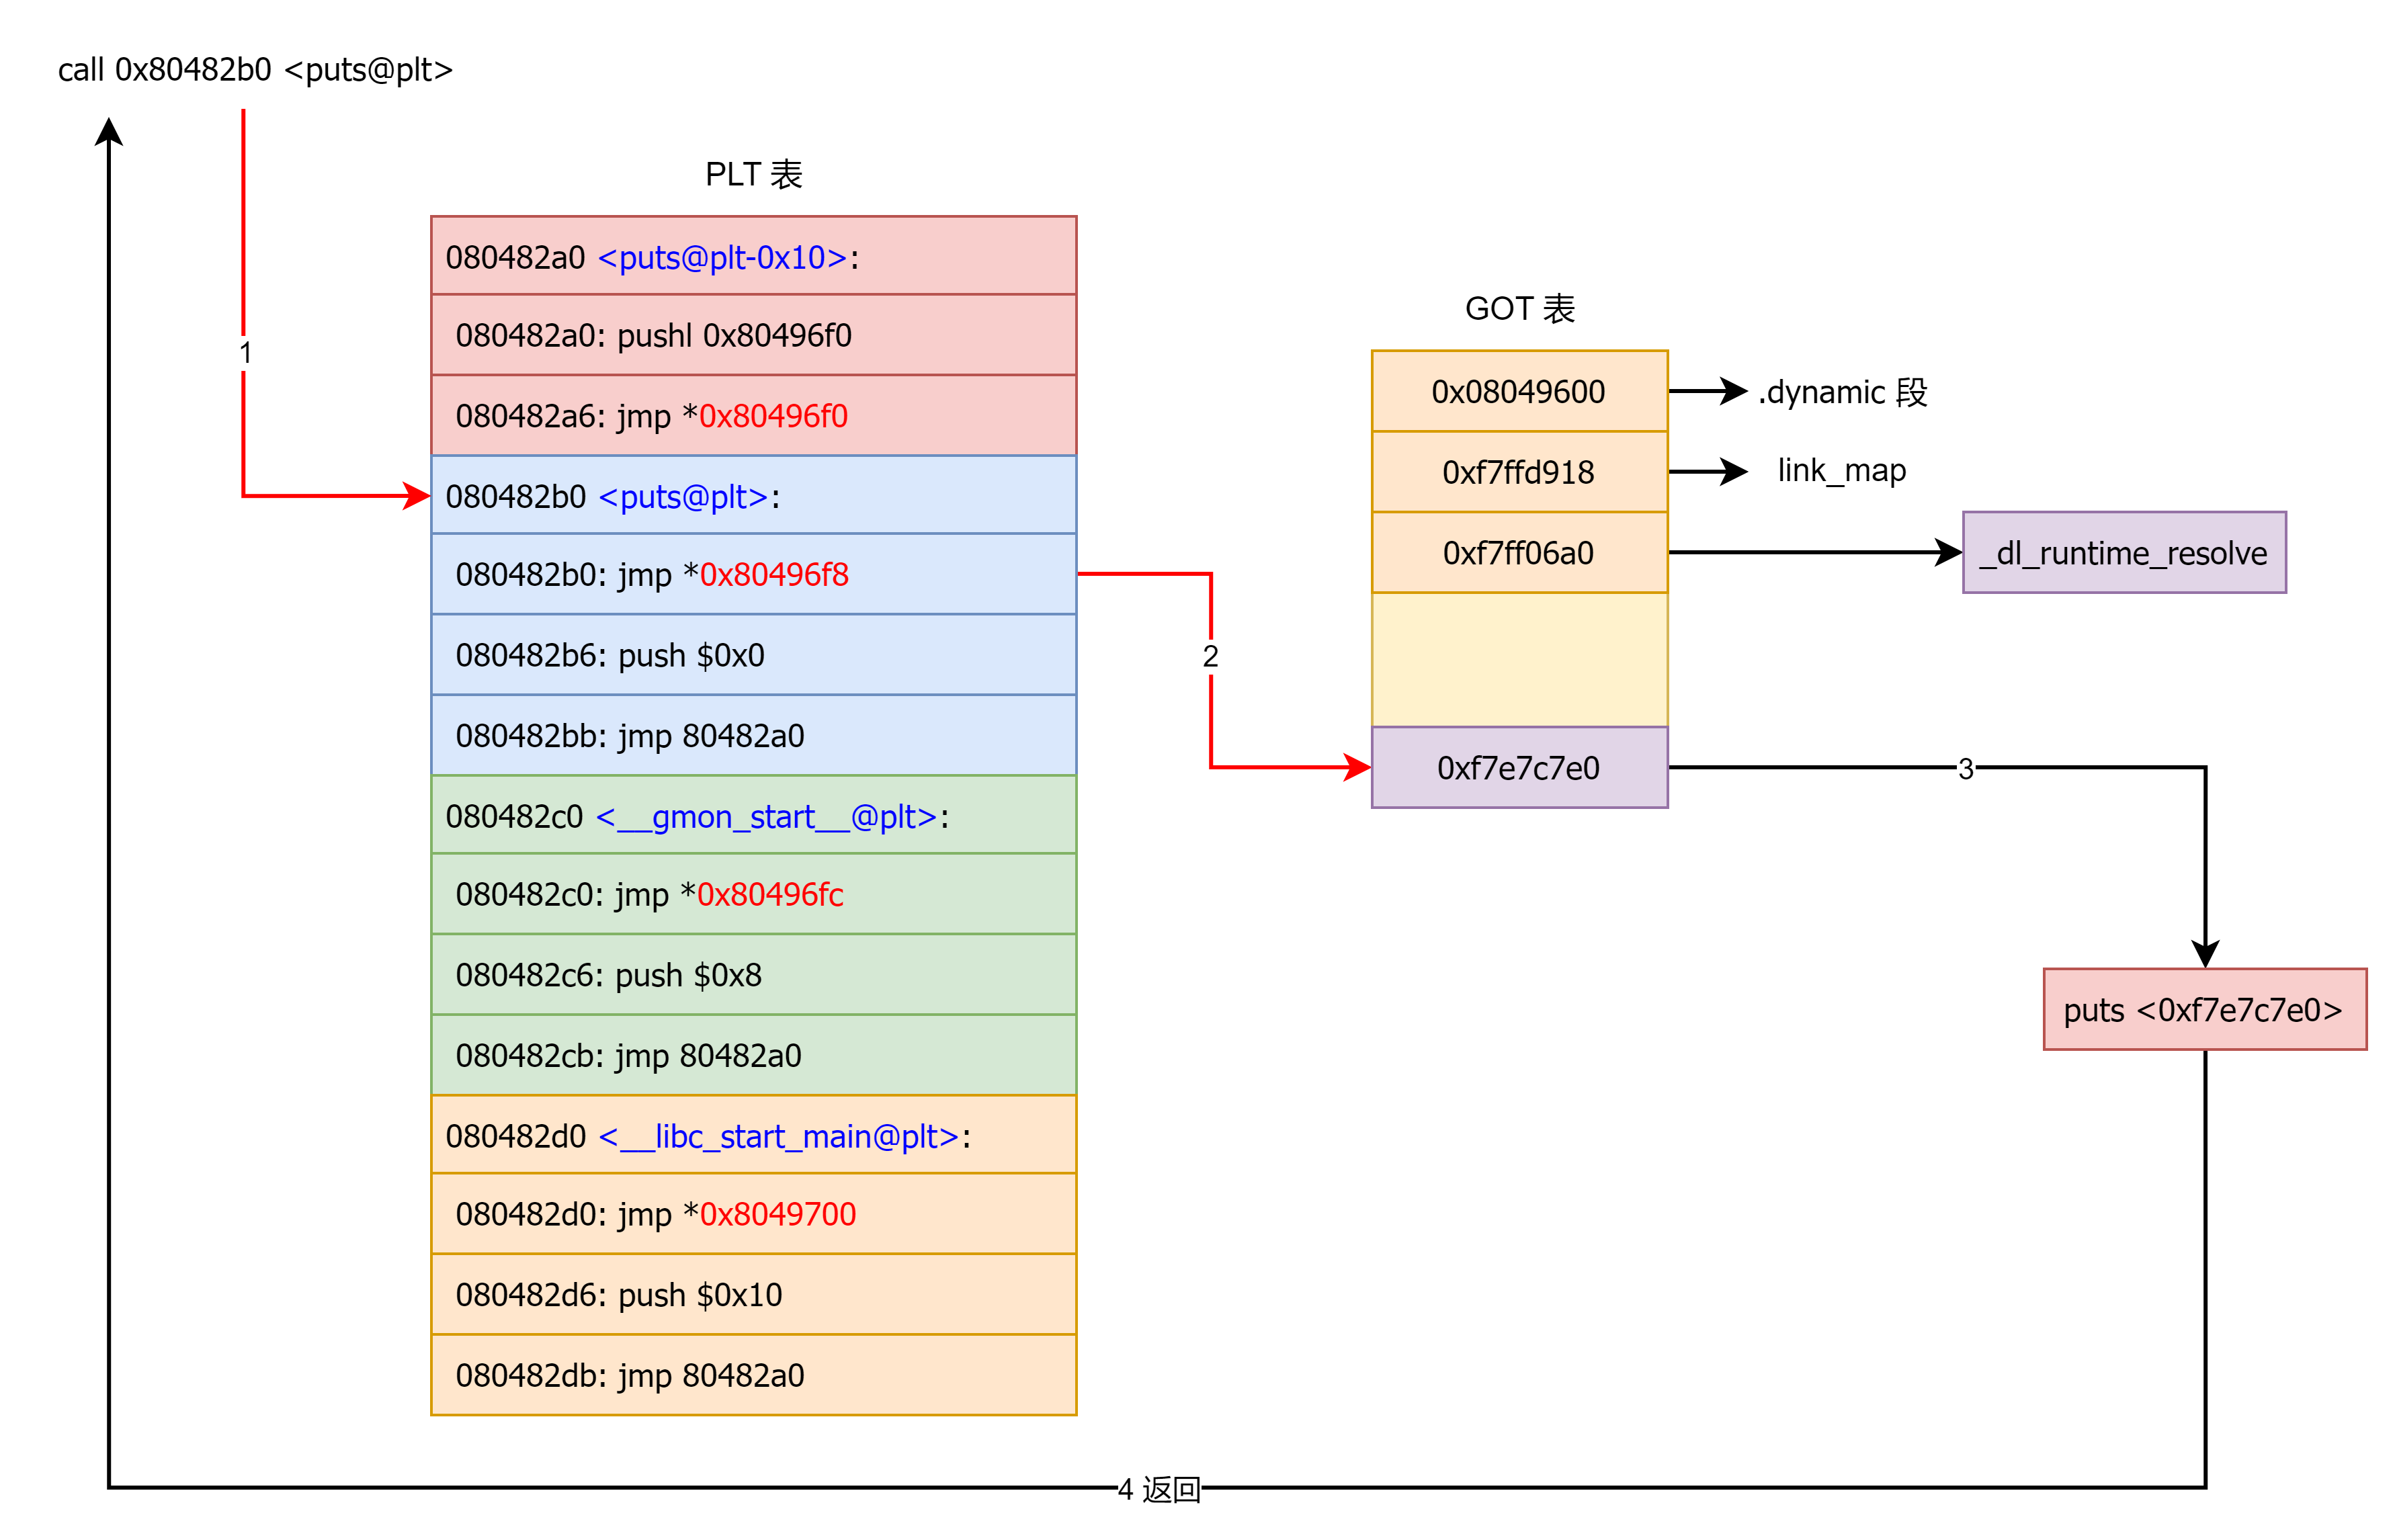 call 0x80482b0 <puts@plt>
1
PLT 表
080482a0 <puts@plt-0x10>:
080482a0: pushl 0x80496f0
080482a6: jmp *0x80496f0
080482b0 <puts@plt>:
080482b0: jmp *0x80496f8
080482b6: push $0x0
080482bb: jmp 80482a0
080482c0 <__gmon_start__@plt>:
080482c0: jmp *0x80496fc
080482c6: push $0x8
080482cb: jmp 80482a0
080482d0 <__libc_start_main@plt>:
080482d0: jmp *0x8049700
080482d6: push $0x10
080482db: jmp 80482a0
2
GOT 表
0x08049600
.dynamic 段
0xf7ffd918
link_map
0xf7ff06a0
_dl_runtime_resolve
0xf7e7c7e0
3
puts <0xf7e7c7e0>
4 返回